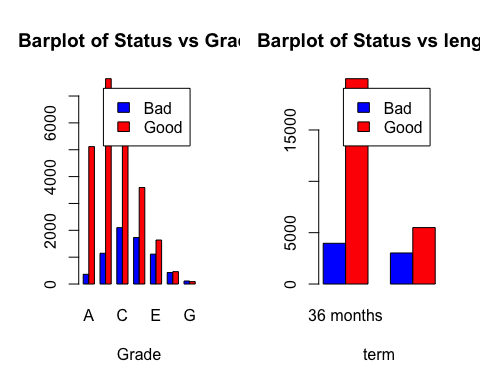 Barplot of Status vs Grad
Barplot of Status vs leng
Bad
Good
0
2000
4000
6000
A C E G
Grade
Bad
Good
0
5000
15000
36 months
term